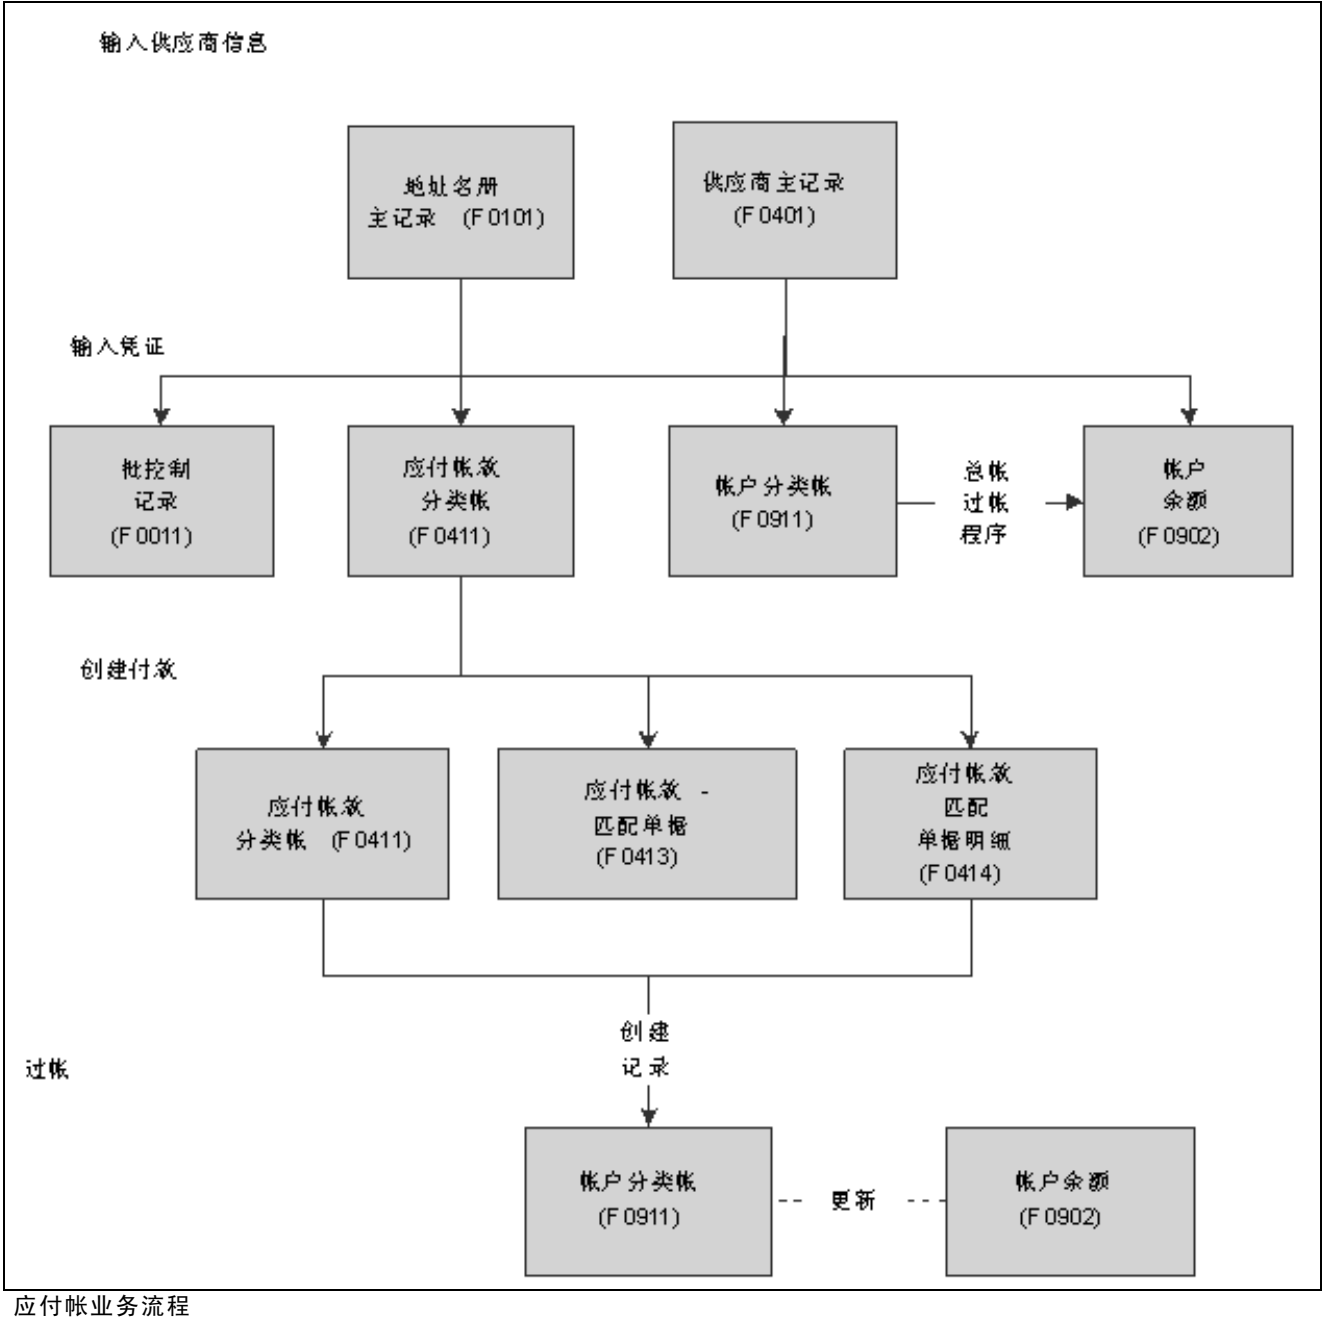 输入供应商信息
地址名册
主记录 (F0101)
供应商主记录
(F0401)
输入凭证
批控制
记录
(F0011)
应付帐款
分类帐
(F0411)
帐户分类帐
(F0911)
总帐
过帐
程序
帐户
余额
(F0902)
创建付款
应付帐款
分类帐 (F0411)
应付帐款 -
匹配单据
(F0413)
应付帐款
匹配
单据明细
(F0414)
创建
记录
过帐
帐户分类帐
(F0911)
更新
帐户余额
(F0902)
应付帐业务流程